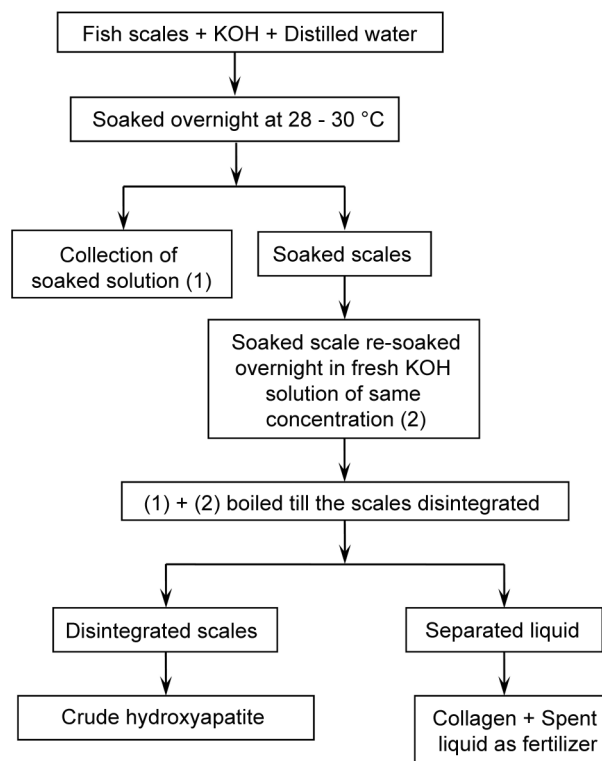 Fish scales + KOH + Distilled water
Soaked overnight at 28 - 30 °C
Collection of
soaked solution (1)
Soaked scales
Soaked scale re-soaked
overnight in fresh KOH
solution of same
concentration (2)
(1) + (2) boiled till the scales disintegrated
Disintegrated scales
Separated liquid
Crude hydroxyapatite
Collagen + Spent
liquid as fertilizer